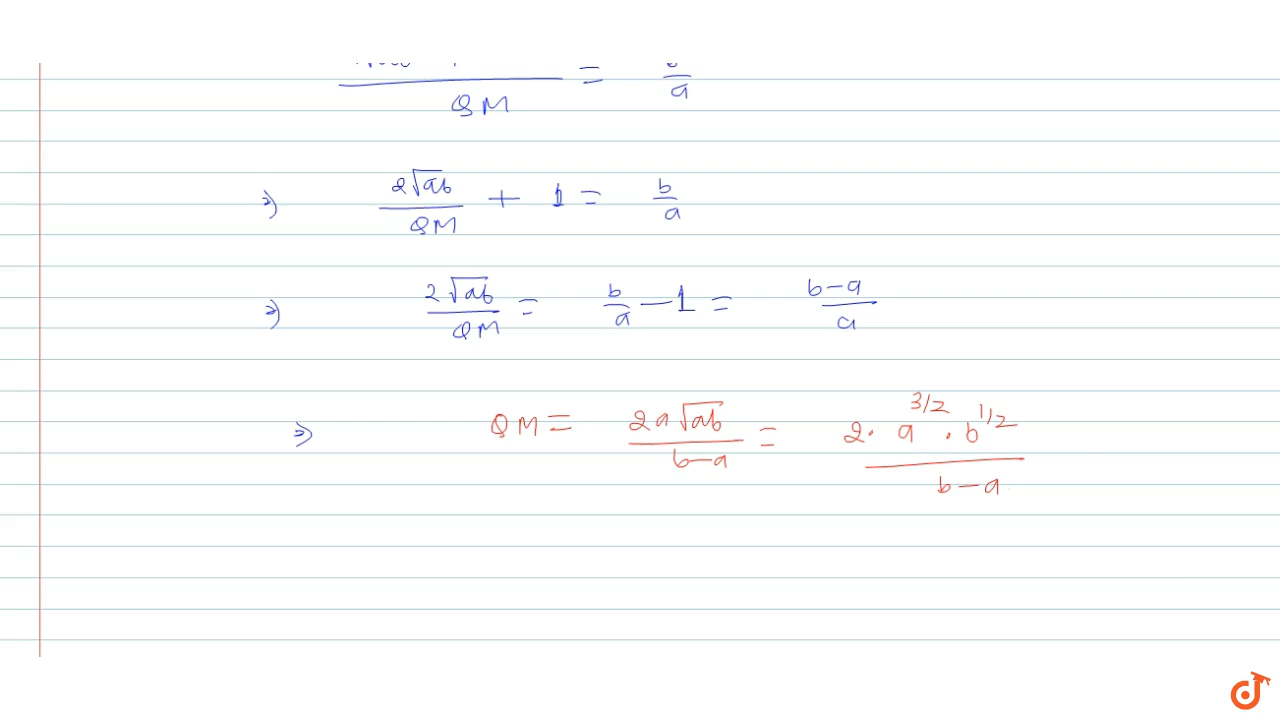 / QM = b/a
⇒) 2√ab / QM + 1 = b/a
⇒) 2√ab / QM = b/a − 1 = b−a / a
⇒) QM = 2a√ab / b−a = 2· a^3/2 · b^1/2 / b−a